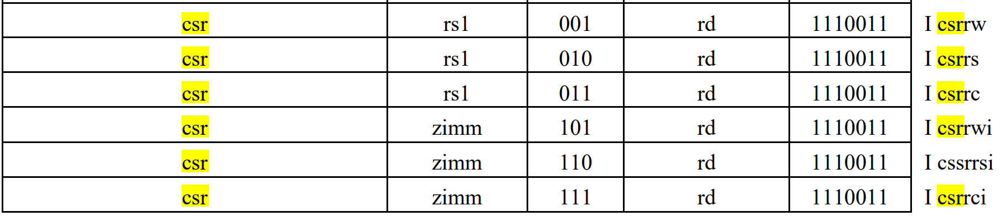 csr rs1 001 rd 1110011 I csrrw
csr rs1 010 rd 1110011 I csrrs
csr rs1 011 rd 1110011 I csrrc
csr zimm 101 rd 1110011 I csrrwi
csr zimm 110 rd 1110011 I cssrrsi
csr zimm 111 rd 1110011 I csrrci